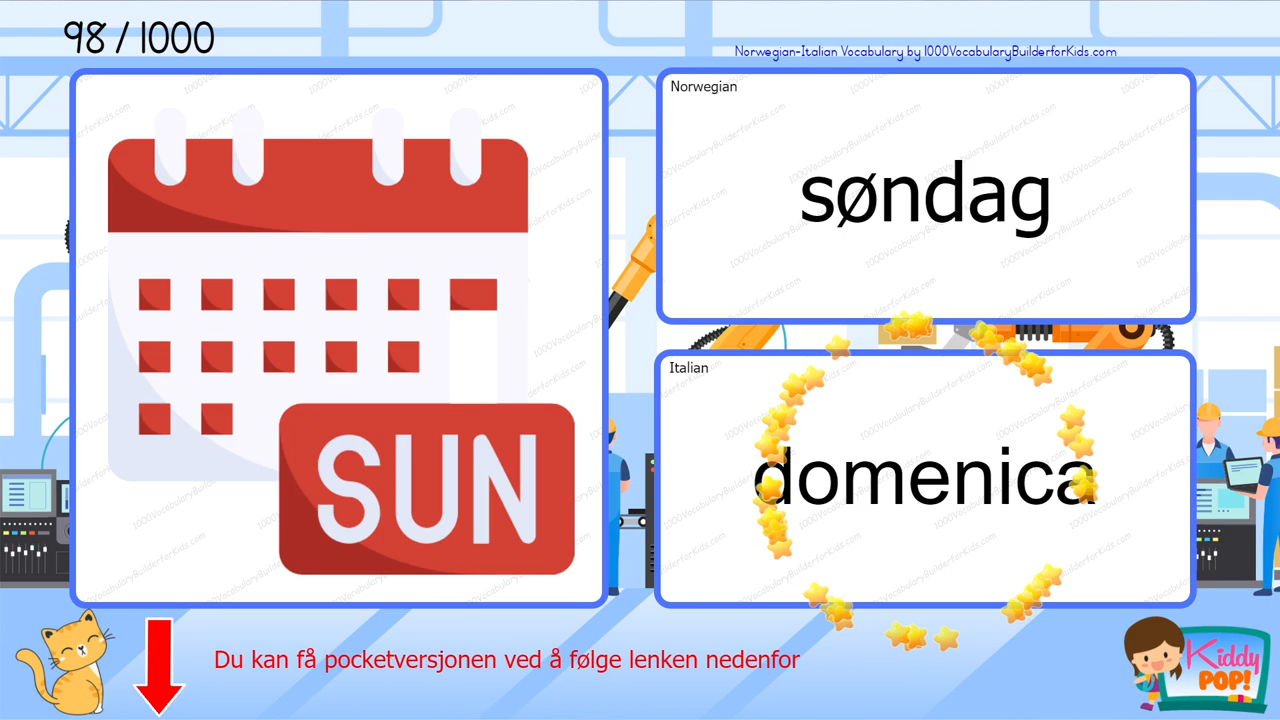 98 / 1000
Norwegian-Italian Vocabulary by 1000VocabularyBuilderforKids.com
Norwegian
søndag
SUN
Italian
domenica
Du kan få pocketversjonen ved å følge lenken nedenfor
Kiddy
POP!